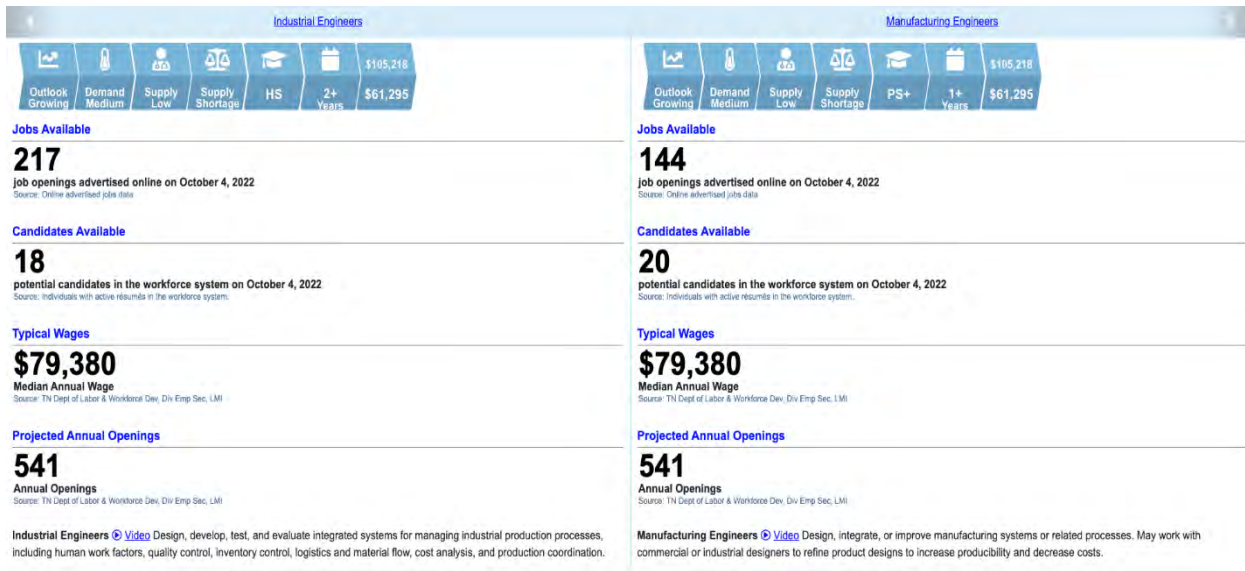 Industrial Engineers
$105,218
Outlook Growing
Demand Medium
Supply Low
Supply Shortage
HS
2+ Years
$61,295
Jobs Available
217
job openings advertised online on October 4, 2022
Source: Online advertised jobs data
Candidates Available
18
potential candidates in the workforce system on October 4, 2022
Source: Individuals with active résumés in the workforce system.
Typical Wages
$79,380
Median Annual Wage
Source: TN Dept of Labor & Workforce Dev, Div Emp Sec, LMI
Projected Annual Openings
541
Annual Openings
Source: TN Dept of Labor & Workforce Dev, Div Emp Sec, LMI
Industrial Engineers Video Design, develop, test, and evaluate integrated systems for managing industrial production processes,
including human work factors, quality control, inventory control, logistics and material flow, cost analysis, and production coordination.
Manufacturing Engineers
$105,218
Outlook Growing
Demand Medium
Supply Low
Supply Shortage
PS+
1+ Years
$61,295
Jobs Available
144
job openings advertised online on October 4, 2022
Source: Online advertised jobs data
Candidates Available
20
potential candidates in the workforce system on October 4, 2022
Source: Individuals with active résumés in the workforce system.
Typical Wages
$79,380
Median Annual Wage
Source: TN Dept of Labor & Workforce Dev, Div Emp Sec, LMI
Projected Annual Openings
541
Annual Openings
Source: TN Dept of Labor & Workforce Dev, Div Emp Sec, LMI
Manufacturing Engineers Video Design, integrate, or improve manufacturing systems or related processes. May work with
commercial or industrial designers to refine product designs to increase producibility and decrease costs.